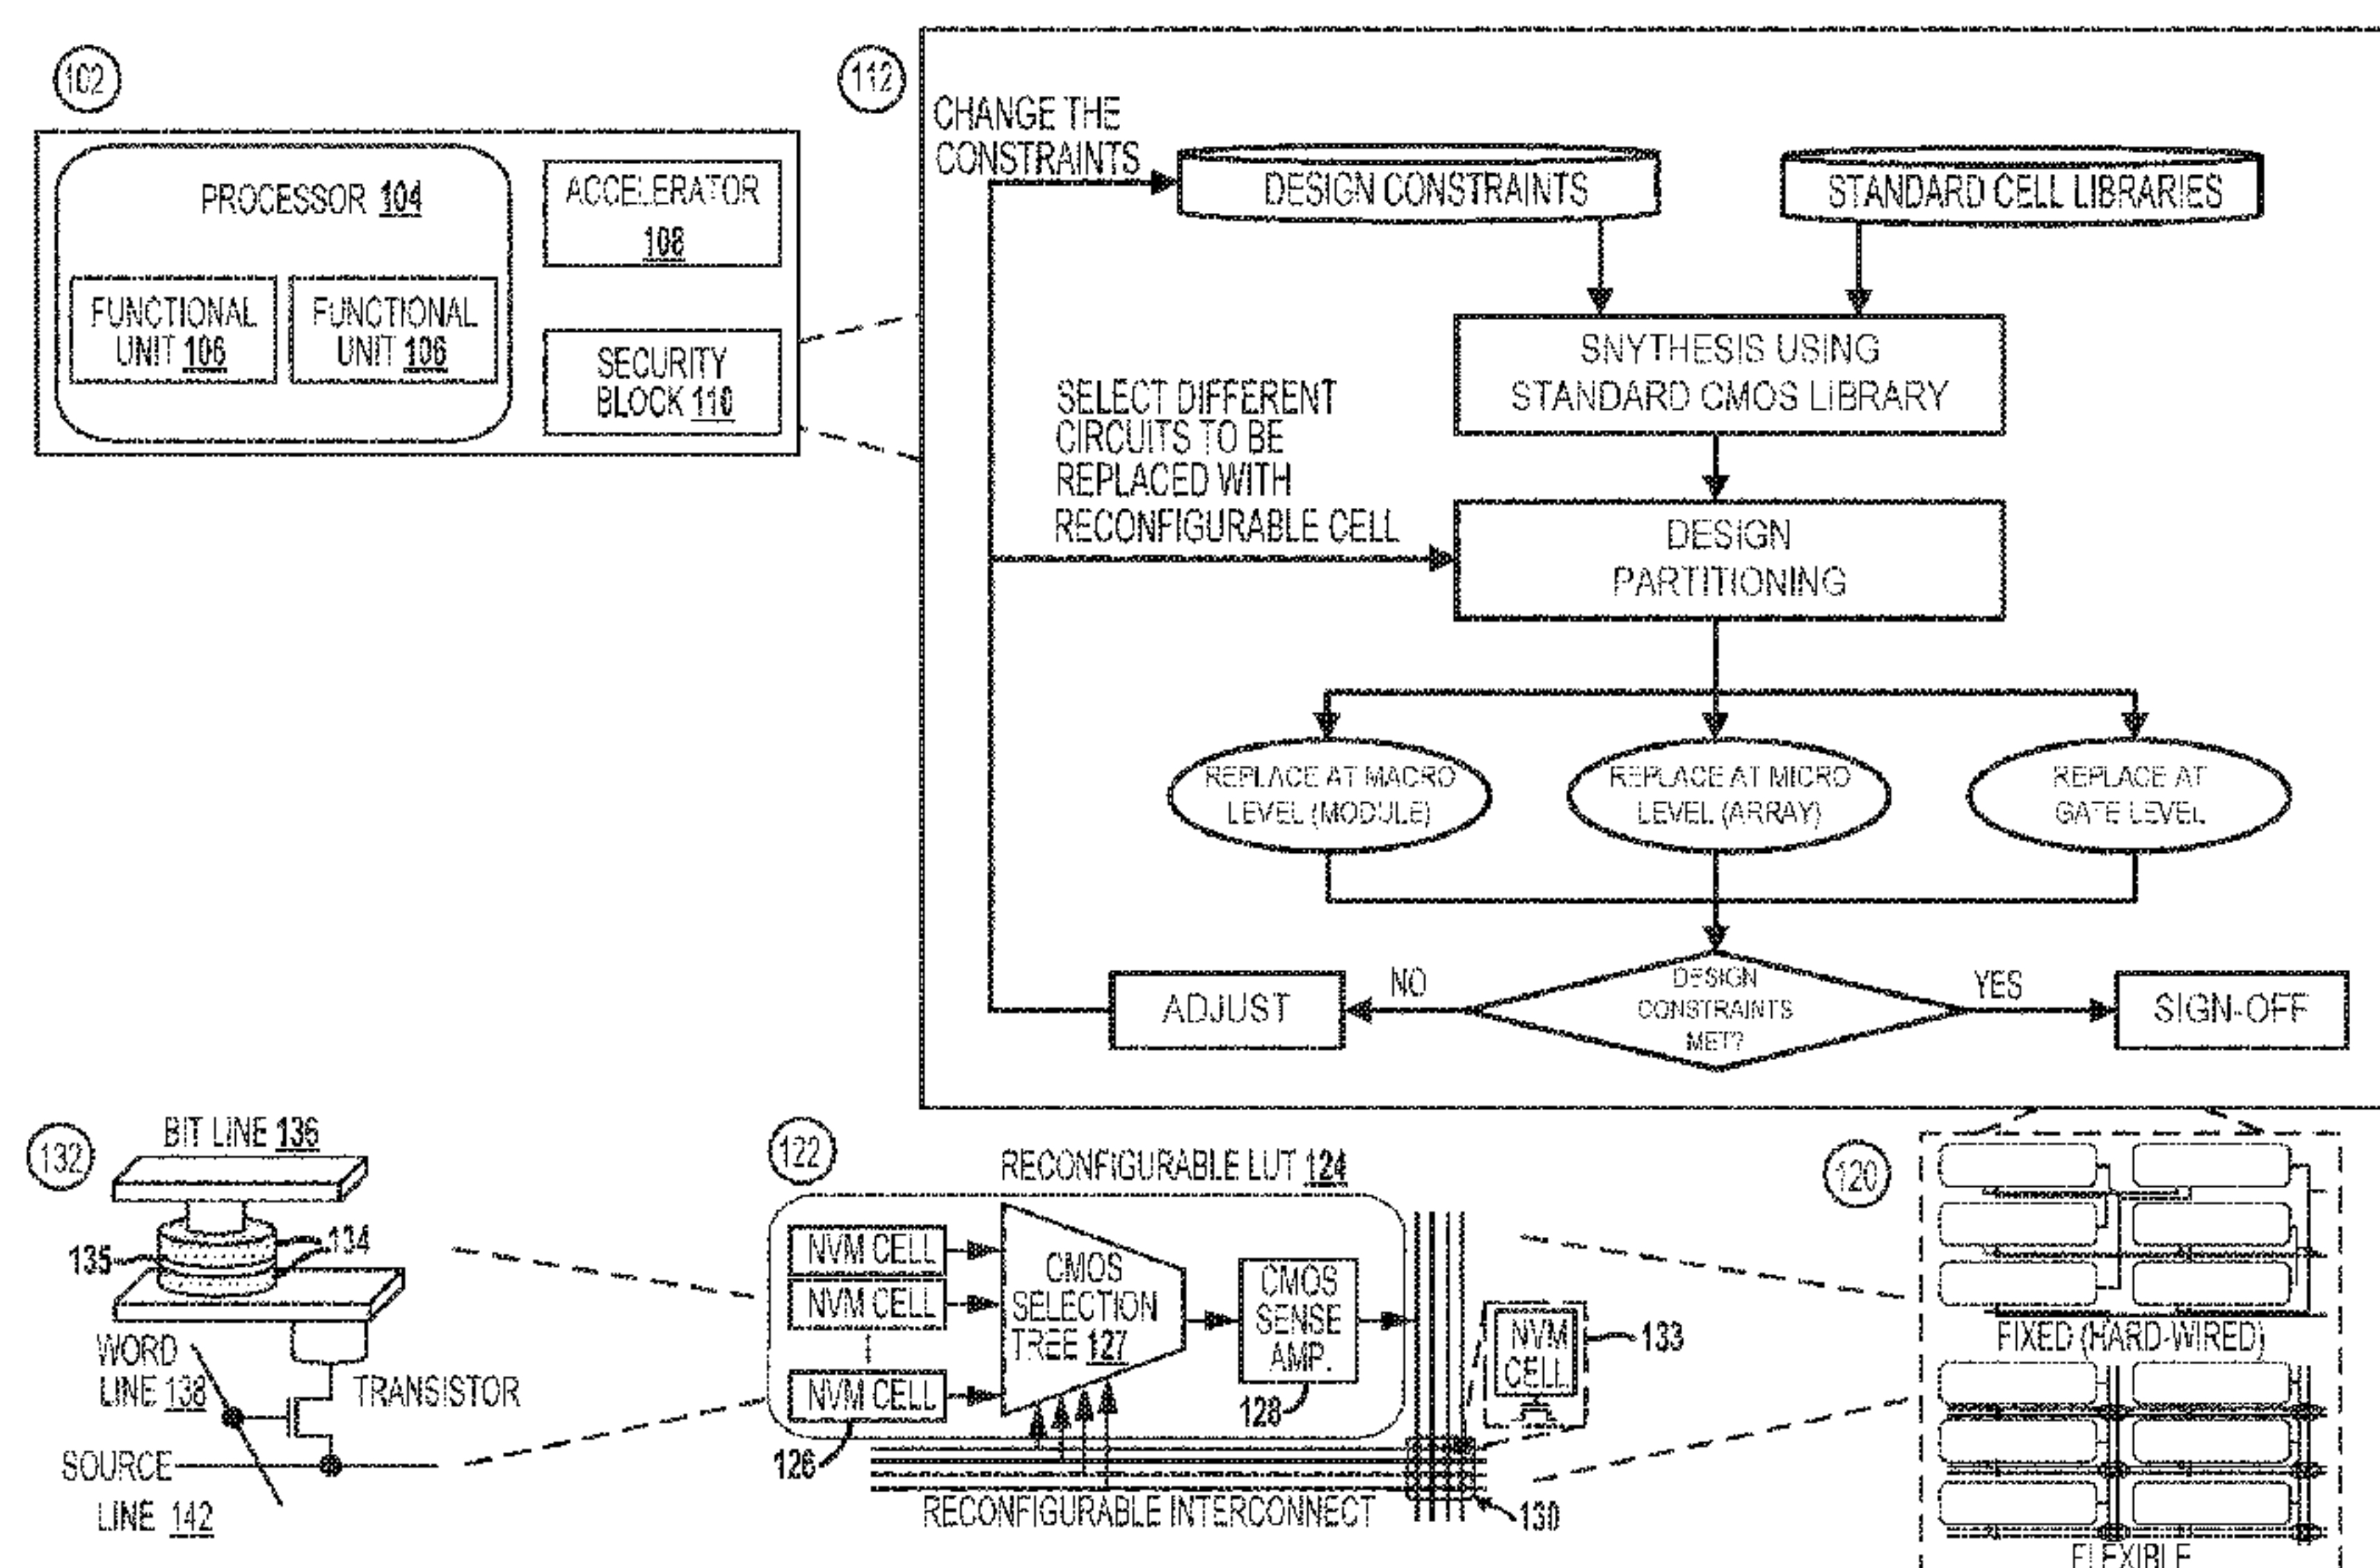 102
PROCESSOR 104
FUNCTIONAL
UNIT 106
FUNCTIONAL
UNIT 106
ACCELERATOR
108
SECURITY
BLOCK 110
112
CHANGE THE
CONSTRAINTS
DESIGN CONSTRAINTS
STANDARD CELL LIBRARIES
SNYTHESIS USING
STANDARD CMOS LIBRARY
SELECT DIFFERENT
CIRCUITS TO BE
REPLACED WITH
RECONFIGURABLE CELL
DESIGN
PARTITIONING
REPLACE AT MACRO
LEVEL (MODULE)
REPLACE AT MICRO
LEVEL (ARRAY)
REPLACE AT
GATE LEVEL
DESIGN
CONSTRAINTS
MET?
NO
ADJUST
YES
SIGN-OFF
132
BIT LINE 136
135
134
WORD
LINE 138
TRANSISTOR
SOURCE
LINE 142
122
RECONFIGURABLE LUT 124
NVM CELL
NVM CELL
NVM CELL
126
CMOS
SELECTION
TREE 127
CMOS
SENSE
AMP.
128
NVM
CELL
133
RECONFIGURABLE INTERCONNECT
130
120
FIXED (HARD-WIRED)
FLEXIBLE